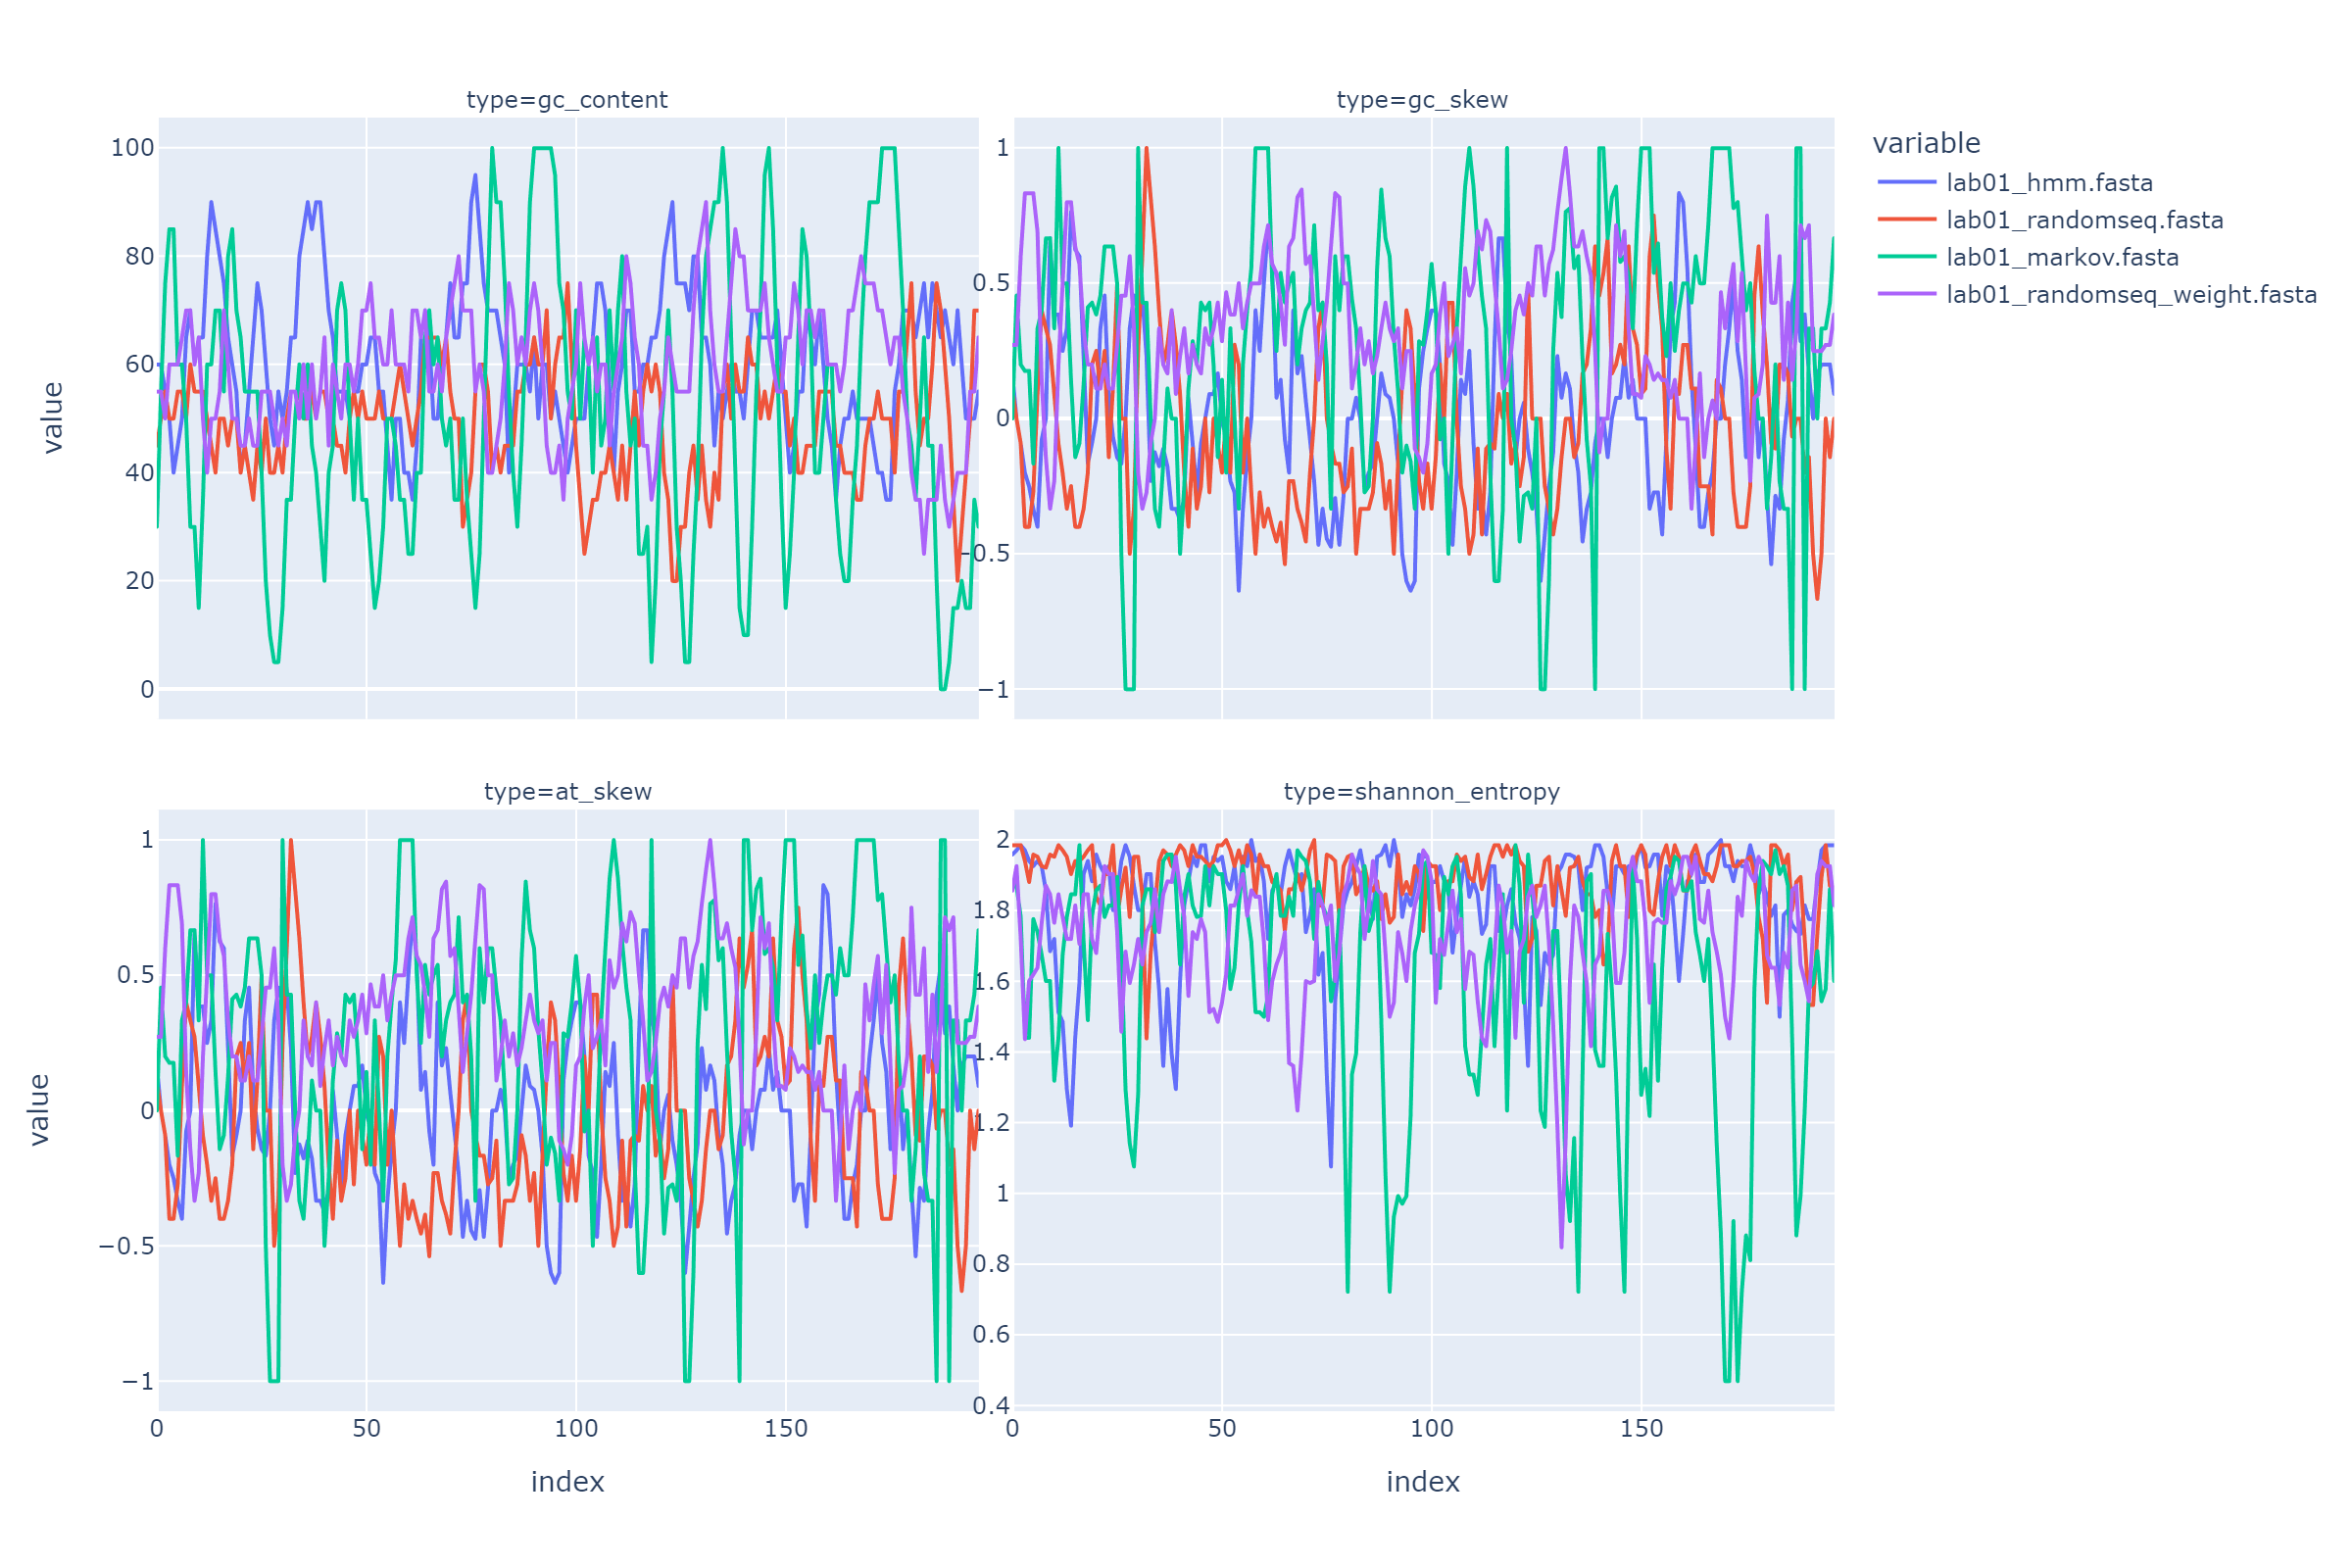 type=gc_content
type=gc_skew
variable
lab01_hmm.fasta
lab01_randomseq.fasta
lab01_markov.fasta
lab01_randomseq_weight.fasta
value
100
80
60
40
20
0
1
0.5
0
−0.5
−1
type=at_skew
type=shannon_entropy
value
1
0.5
0
−0.5
−1
2
1.8
1.6
1.4
1.2
1
0.8
0.6
0.4
0 50 100 150
0 50 100 150
index
index